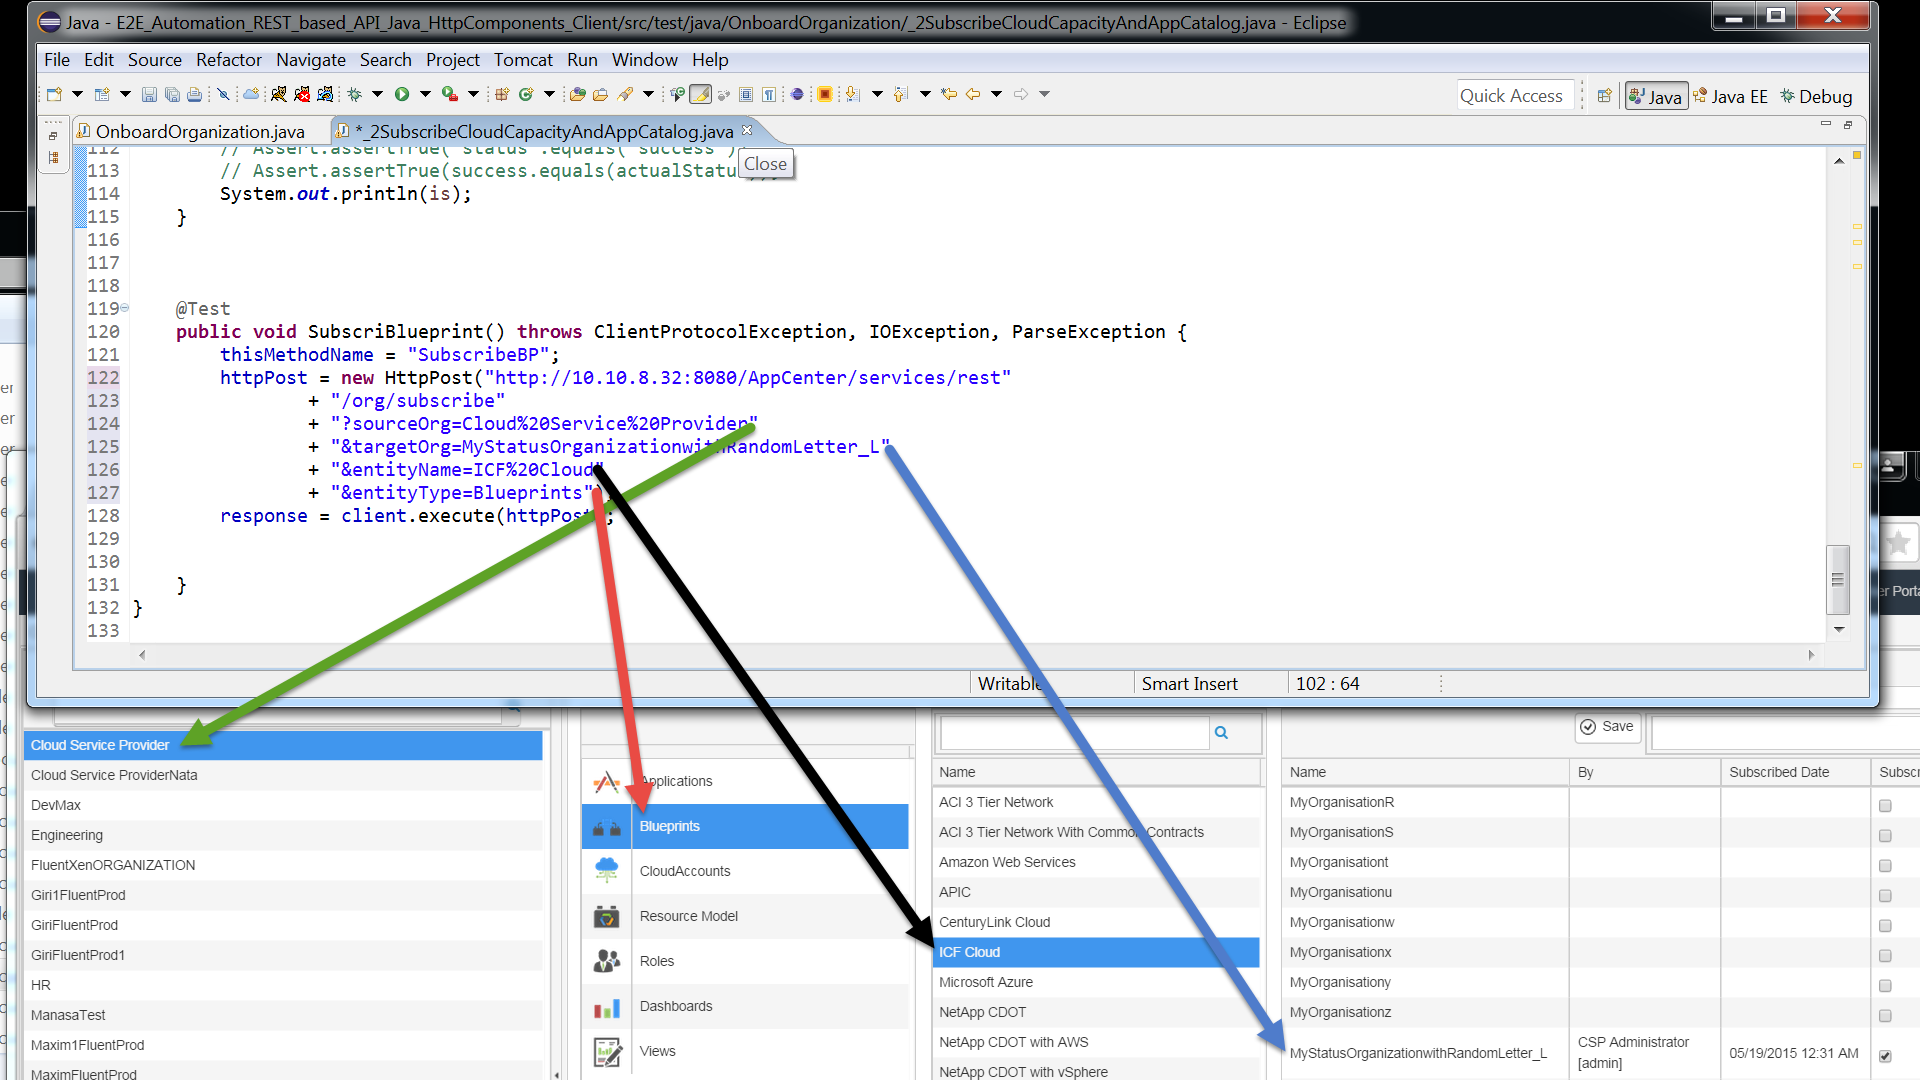 Java - E2E_Automation_REST_based_API_Java_HttpComponents_Client/src/test/java/OnboardOrganization/_2SubscribeCloudCapacityAndAppCatalog.java - Eclipse
File Edit Source Refactor Navigate Search Project Tomcat Run Window Help
Quick Access Java Java EE Debug
OnboardOrganization.java *_2SubscribeCloudCapacityAndAppCatalog.java
Close
112 // Assert.assertTrue("status".equals("success")
113 // Assert.assertTrue(success.equals(actualStatu
114 System.out.println(is);
115 }
116
117
118
119 @Test
120 public void SubscriBlueprint() throws ClientProtocolException, IOException, ParseException {
121 thisMethodName = "SubscribeBP";
122 httpPost = new HttpPost("http://10.10.8.32:8080/AppCenter/services/rest"
123 + "/org/subscribe"
124 + "?sourceOrg=Cloud%20Service%20Provider"
125 + "&targetOrg=MyStatusOrganizationwithRandomLetter_L"
126 + "&entityName=ICF%20Cloud"
127 + "&entityType=Blueprints");
128 response = client.execute(httpPost);
129
130
131 }
132 }
133
Writable Smart Insert 102 : 64
er Porta
Cloud Service Provider
Cloud Service ProviderNata
DevMax
Engineering
FluentXenORGANIZATION
Giri1FluentProd
GiriFluentProd
GiriFluentProd1
HR
ManasaTest
Maxim1FluentProd
MaximFluentProd
Applications
Blueprints
CloudAccounts
Resource Model
Roles
Dashboards
Views
Name
ACI 3 Tier Network
ACI 3 Tier Network With Common Contracts
Amazon Web Services
APIC
CenturyLink Cloud
ICF Cloud
Microsoft Azure
NetApp CDOT
NetApp CDOT with AWS
NetApp CDOT with vSphere
Save
Name By Subscribed Date Subscr
MyOrganisationR
MyOrganisationS
MyOrganisationt
MyOrganisationu
MyOrganisationw
MyOrganisationx
MyOrganisationy
MyOrganisationz
MyStatusOrganizationwithRandomLetter_L CSP Administrator [admin] 05/19/2015 12:31 AM